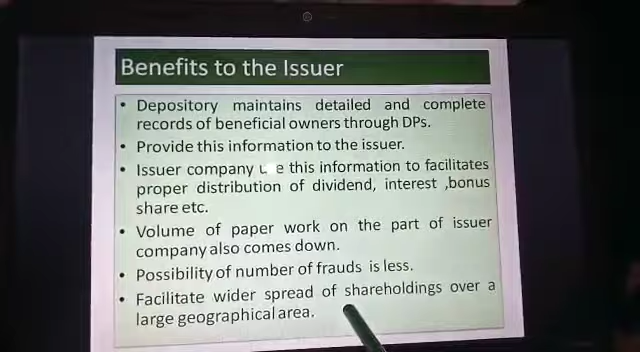 Benefits to the Issuer
• Depository maintains detailed and complete
records of beneficial owners through DPs.
• Provide this information to the issuer.
• Issuer company this information to facilitates
proper distribution of dividend, interest ,bonus
share etc.
• Volume of paper work on the part of issuer
company also comes down.
• Possibility of number of frauds is less.
• Facilitate wider spread of shareholdings over a
large geographical area.